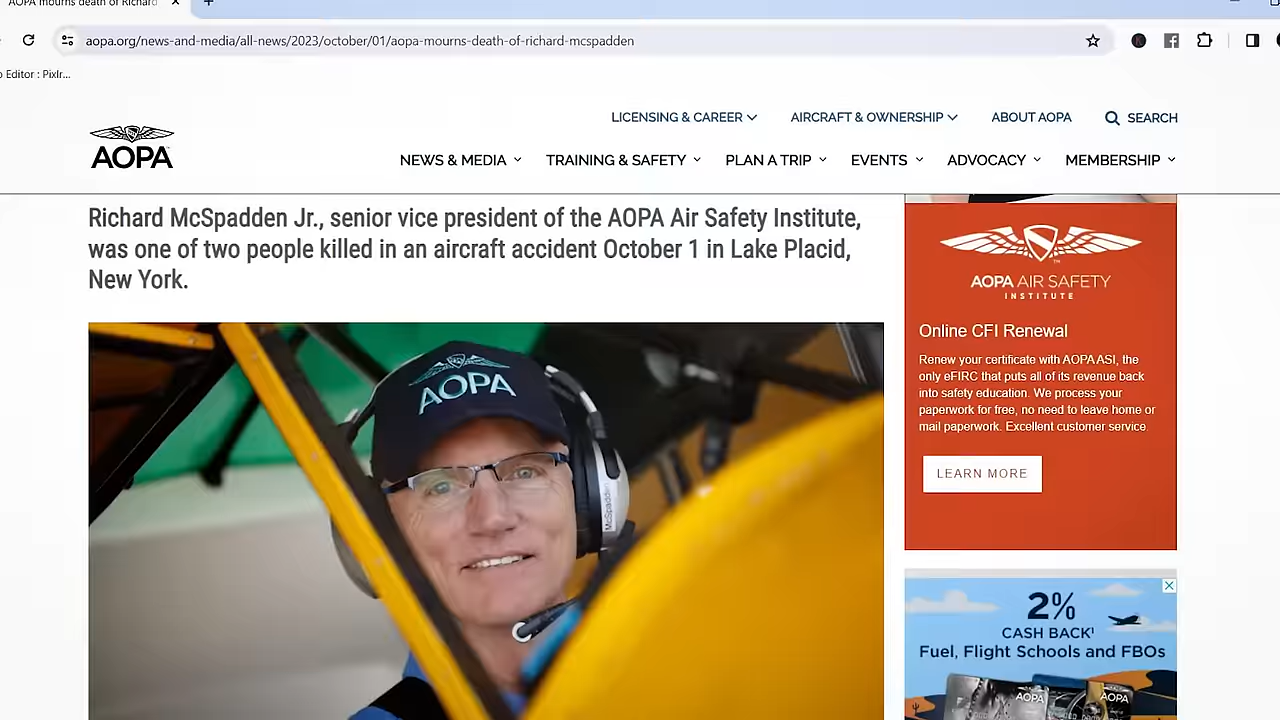 AOPA mourns death of Richard
aopa.org/news-and-media/all-news/2023/october/01/aopa-mourns-death-of-richard-mcspadden
o Editor : Pixlr...
LICENSING & CAREER AIRCRAFT & OWNERSHIP ABOUT AOPA SEARCH
AOPA
NEWS & MEDIA TRAINING & SAFETY PLAN A TRIP EVENTS ADVOCACY MEMBERSHIP
Richard McSpadden Jr., senior vice president of the AOPA Air Safety Institute,
was one of two people killed in an aircraft accident October 1 in Lake Placid,
New York.
AOPA
McSpadden
AOPA AIR SAFETY
INSTITUTE
Online CFI Renewal
Renew your certificate with AOPA ASI, the
only eFIRC that puts all of its revenue back
into safety education. We process your
paperwork for free, no need to leave home or
mail paperwork. Excellent customer service.
LEARN MORE
2%
CASH BACK¹
Fuel, Flight Schools and FBOs
AOPA AOPA